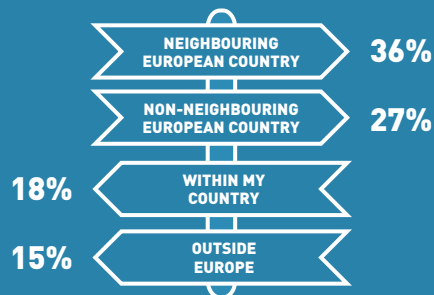 NEIGHBOURING
EUROPEAN COUNTRY
36%
NON-NEIGHBOURING
EUROPEAN COUNTRY
27%
18%
WITHIN MY
COUNTRY
15%
OUTSIDE
EUROPE